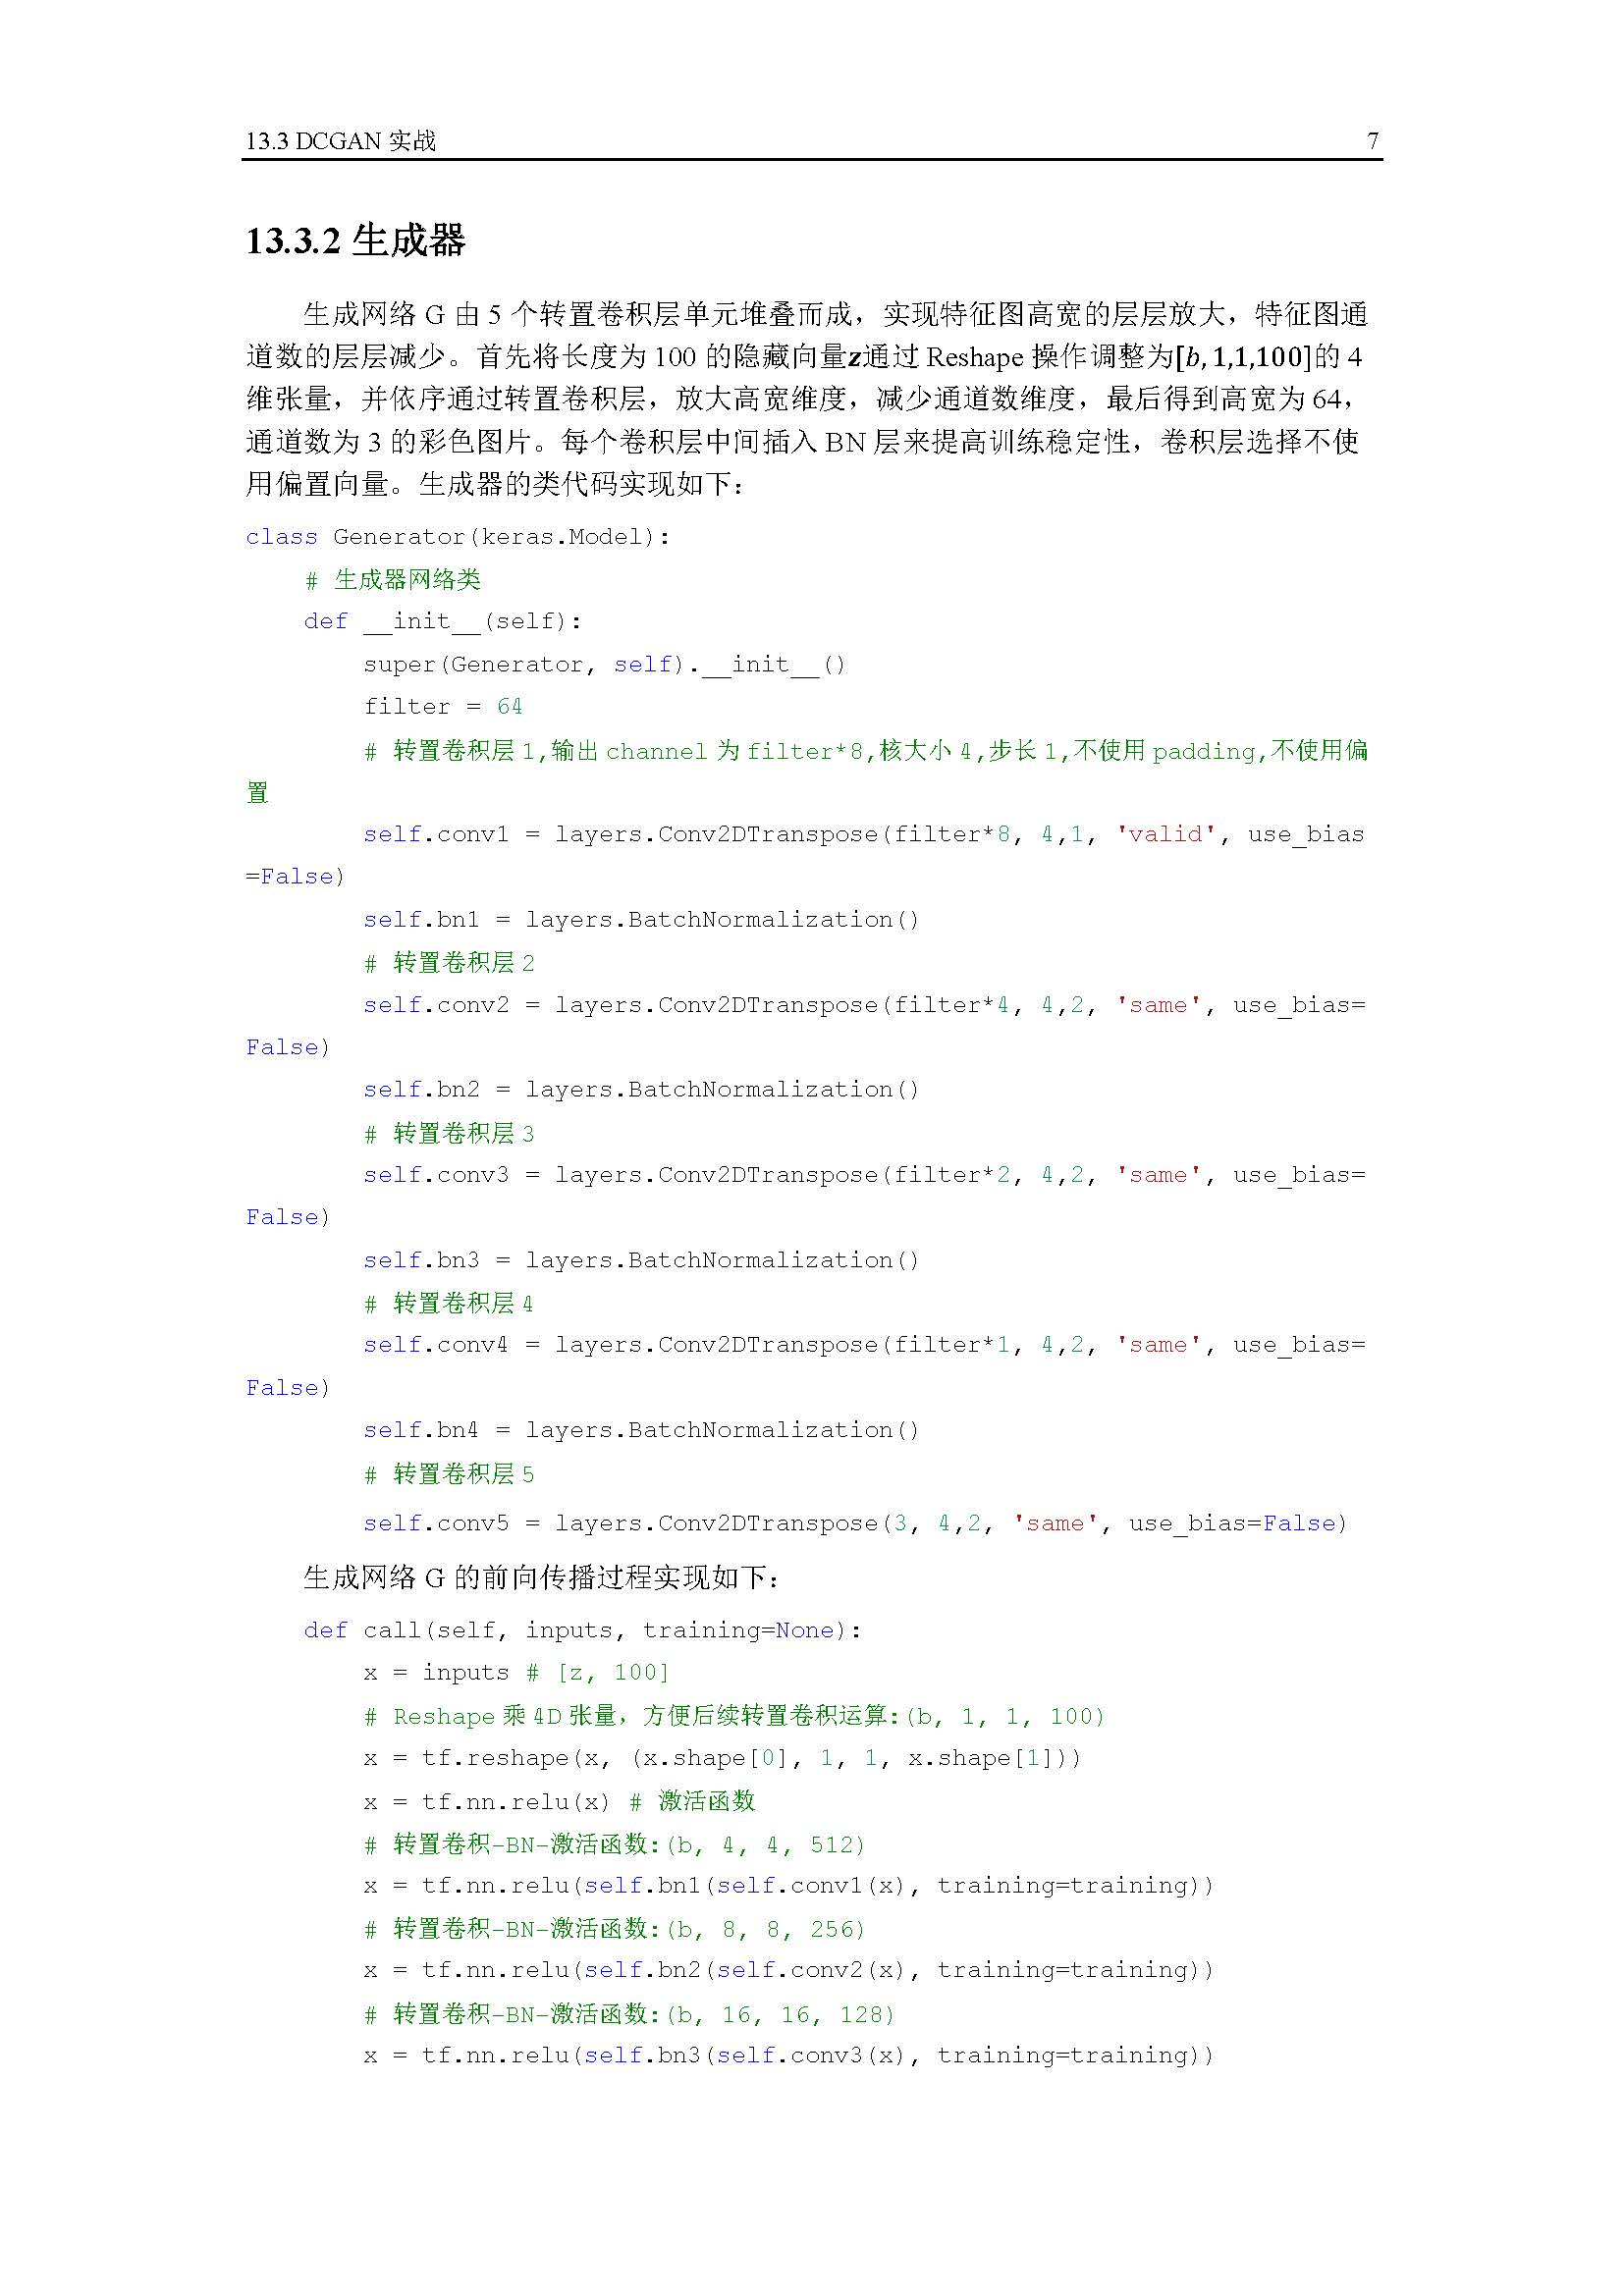 13.3 DCGAN 实战 7
13.3.2 生成器
生成网络 G 由 5 个转置卷积层单元堆叠而成，实现特征图高宽的层层放大，特征图通
道数的层层减少。首先将长度为 100 的隐藏向量z通过 Reshape 操作调整为[b, 1,1,100]的 4
维张量，并依序通过转置卷积层，放大高宽维度，减少通道数维度，最后得到高宽为 64，
通道数为 3 的彩色图片。每个卷积层中间插入 BN 层来提高训练稳定性，卷积层选择不使
用偏置向量。生成器的类代码实现如下：
class Generator(keras.Model):
    # 生成器网络类
    def __init__(self):
        super(Generator, self).__init__()
        filter = 64
        # 转置卷积层 1,输出 channel 为 filter*8,核大小 4,步长 1,不使用 padding,不使用偏
置
        self.conv1 = layers.Conv2DTranspose(filter*8, 4,1, 'valid', use_bias
=False)
        self.bn1 = layers.BatchNormalization()
        # 转置卷积层 2
        self.conv2 = layers.Conv2DTranspose(filter*4, 4,2, 'same', use_bias=
False)
        self.bn2 = layers.BatchNormalization()
        # 转置卷积层 3
        self.conv3 = layers.Conv2DTranspose(filter*2, 4,2, 'same', use_bias=
False)
        self.bn3 = layers.BatchNormalization()
        # 转置卷积层 4
        self.conv4 = layers.Conv2DTranspose(filter*1, 4,2, 'same', use_bias=
False)
        self.bn4 = layers.BatchNormalization()
        # 转置卷积层 5
        self.conv5 = layers.Conv2DTranspose(3, 4,2, 'same', use_bias=False)
生成网络 G 的前向传播过程实现如下：
    def call(self, inputs, training=None):
        x = inputs # [z, 100]
        # Reshape 乘 4D 张量，方便后续转置卷积运算:(b, 1, 1, 100)
        x = tf.reshape(x, (x.shape[0], 1, 1, x.shape[1]))
        x = tf.nn.relu(x) # 激活函数
        # 转置卷积-BN-激活函数:(b, 4, 4, 512)
        x = tf.nn.relu(self.bn1(self.conv1(x), training=training))
        # 转置卷积-BN-激活函数:(b, 8, 8, 256)
        x = tf.nn.relu(self.bn2(self.conv2(x), training=training))
        # 转置卷积-BN-激活函数:(b, 16, 16, 128)
        x = tf.nn.relu(self.bn3(self.conv3(x), training=training))